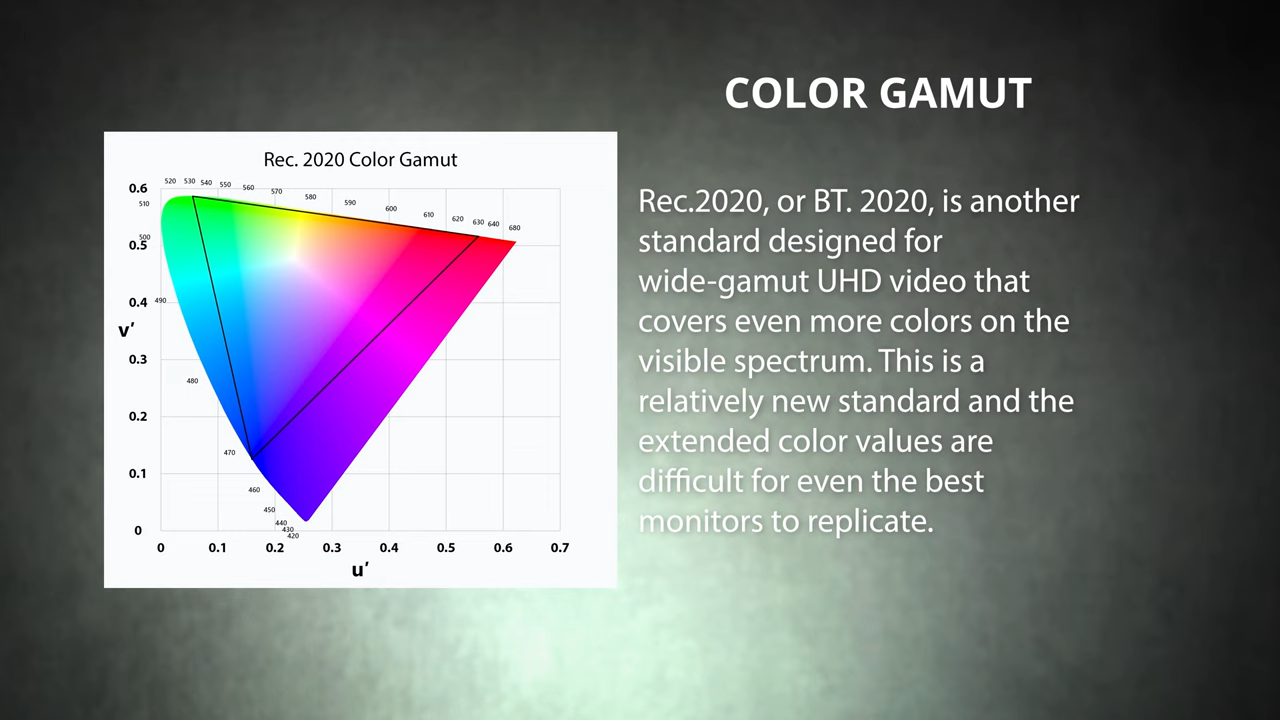 COLOR GAMUT
Rec. 2020 Color Gamut
520 530 540 550 560 570 580 590 600 610 620 630 640 680
510
500
490
480
470
460
450
440
430
420
0.6
0.5
0.4
v′
0.3
0.2
0.1
0
0 0.1 0.2 0.3 0.4 0.5 0.6 0.7
u′
Rec.2020, or BT. 2020, is another
standard designed for
wide-gamut UHD video that
covers even more colors on the
visible spectrum. This is a
relatively new standard and the
extended color values are
difficult for even the best
monitors to replicate.